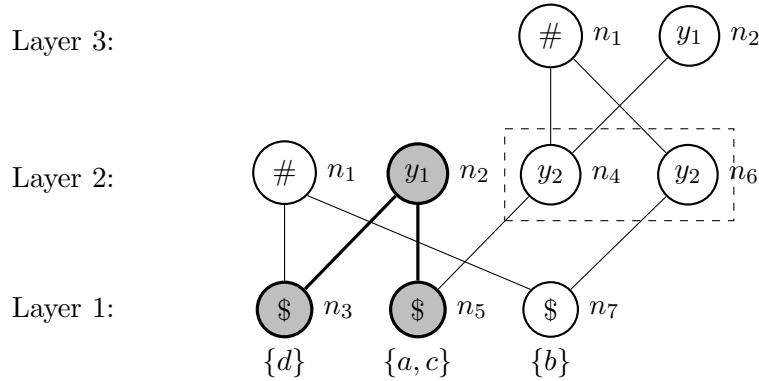 Layer 3: # n₁ y₁ n₂
Layer 2: # n₁ y₁ n₂ y₂ n₄ y₂ n₆
Layer 1: $ n₃ $ n₅ $ n₇
{d} {a, c} {b}